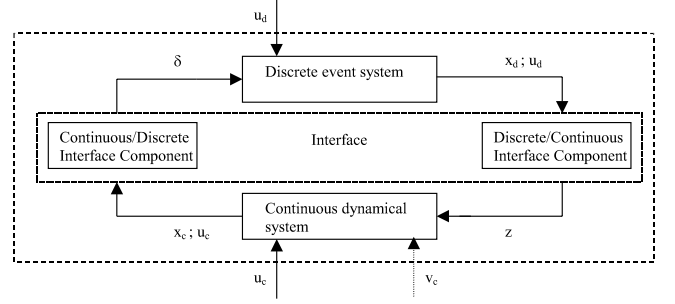 u_d
δ
Discrete event system
x_d ; u_d
Continuous/Discrete
Interface Component
Interface
Discrete/Continuous
Interface Component
Continuous dynamical
system
x_c ; u_c
z
u_c
v_c